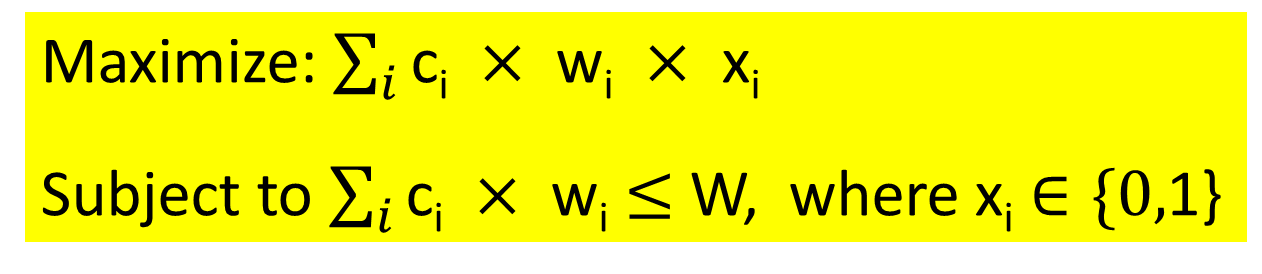 Maximize: ∑ᵢ cᵢ × wᵢ × xᵢ
Subject to ∑ᵢ cᵢ × wᵢ ≤ W, where xᵢ ∈ {0,1}